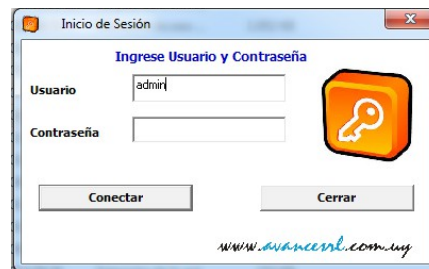 Inicio de Sesión
Ingrese Usuario y Contraseña
Usuario
admin
Contraseña
Conectar
Cerrar
www.avancesrl.com.uy